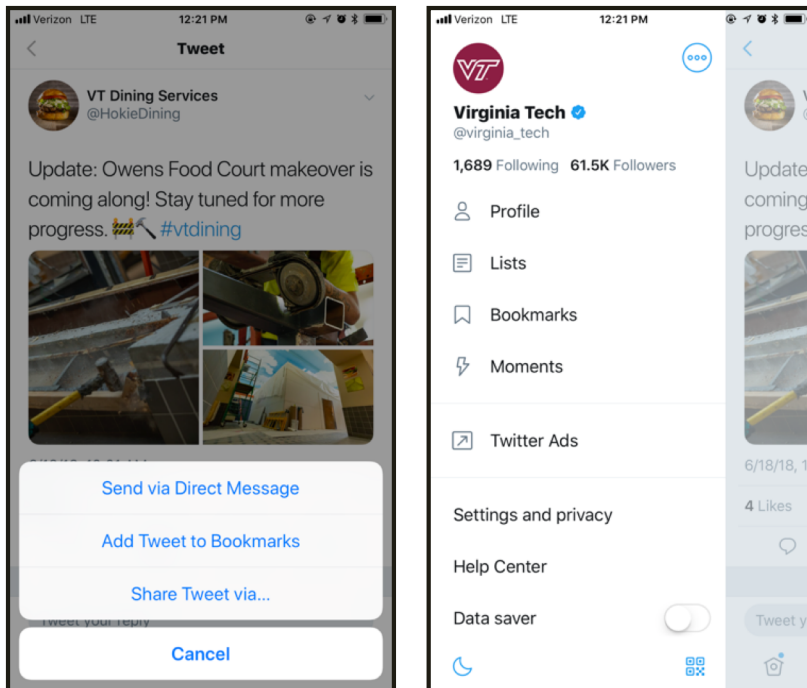 Verizon LTE 12:21 PM
Tweet
VT Dining Services
@HokieDining
Update: Owens Food Court makeover is
coming along! Stay tuned for more
progress. 🚧🔨 #vtdining
Send via Direct Message
Add Tweet to Bookmarks
Share Tweet via...
Tweet your reply
Cancel
Verizon LTE 12:21 PM
VT
Virginia Tech
@virginia_tech
1,689 Following 61.5K Followers
Profile
Lists
Bookmarks
Moments
Twitter Ads
Settings and privacy
Help Center
Data saver
Update
coming
progres
6/18/18, 1
4 Likes
Tweet y